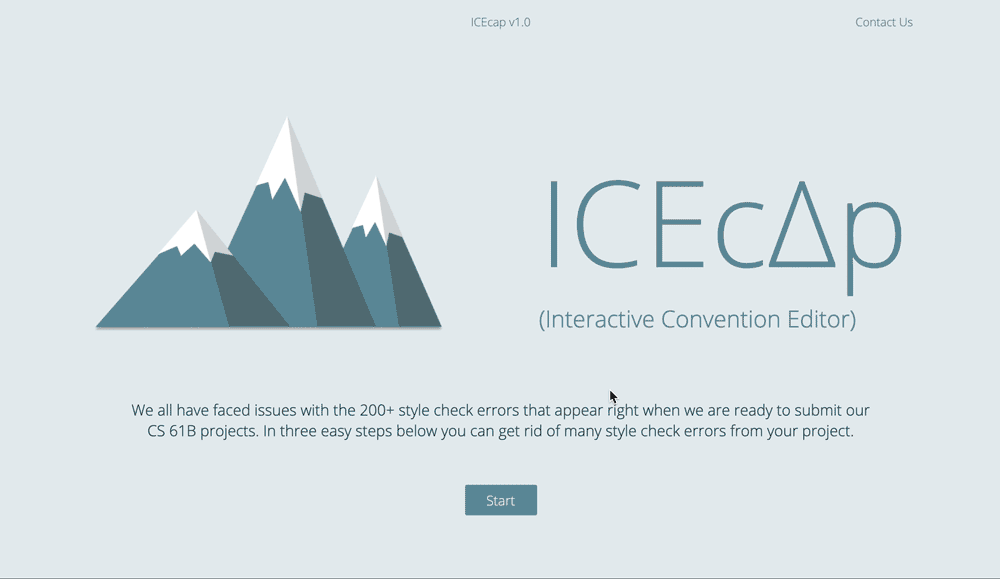 ICEcap v1.0
Contact Us
ICEcΔp
(Interactive Convention Editor)
We all have faced issues with the 200+ style check errors that appear right when we are ready to submit our
CS 61B projects. In three easy steps below you can get rid of many style check errors from your project.
Start